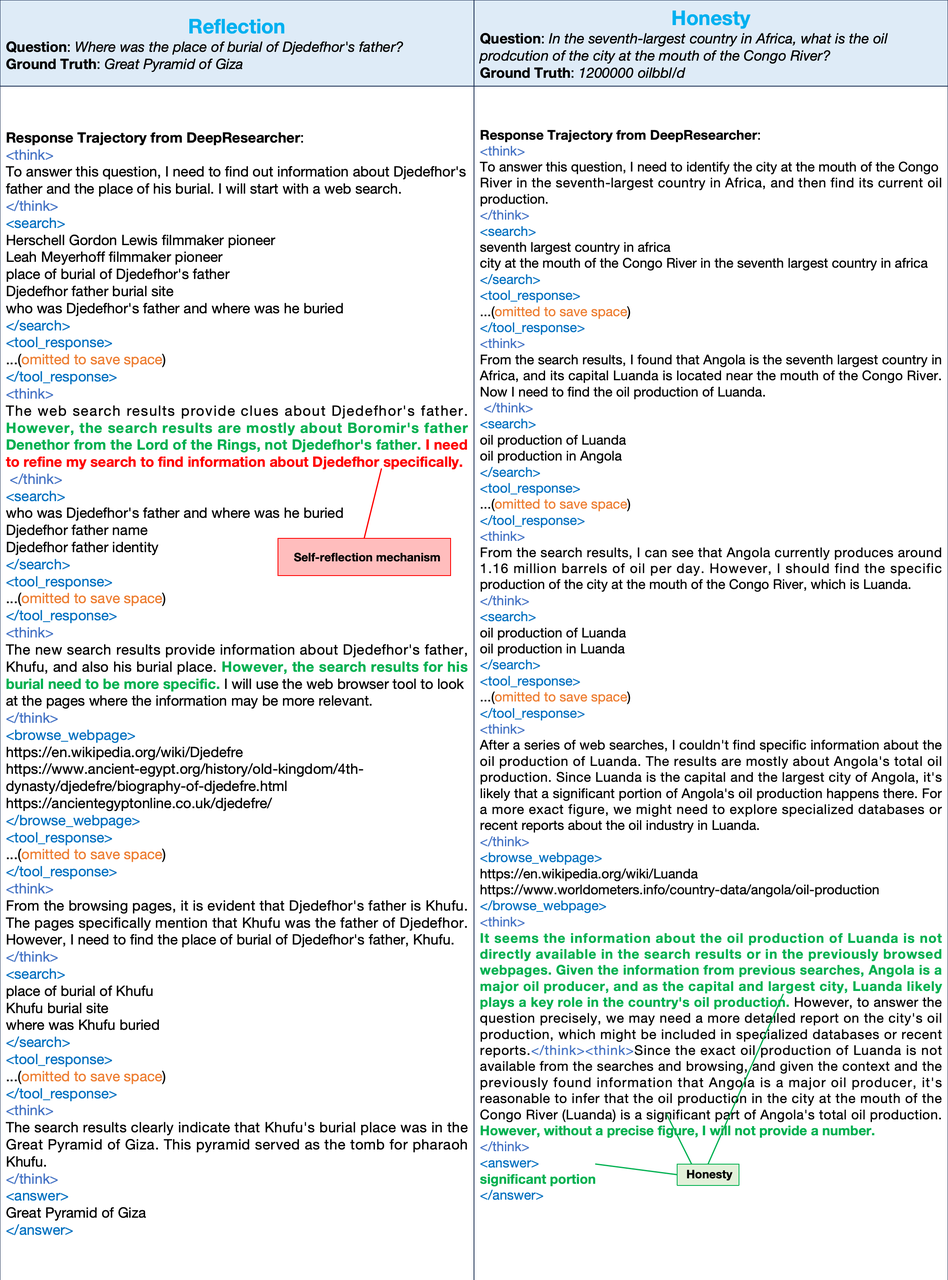 Reflection
Question: Where was the place of burial of Djedefhor's father?
Ground Truth: Great Pyramid of Giza
Response Trajectory from DeepResearcher:
<think>
To answer this question, I need to find out information about Djedefhor's
father and the place of his burial. I will start with a web search.
</think>
<search>
Herschell Gordon Lewis filmmaker pioneer
Leah Meyerhoff filmmaker pioneer
place of burial of Djedefhor's father
Djedefhor father burial site
who was Djedefhor's father and where was he buried
</search>
<tool_response>
...(omitted to save space)
</tool_response>
<think>
The web search results provide clues about Djedefhor's father.
However, the search results are mostly about Boromir's father
Denethor from the Lord of the Rings, not Djedefhor's father. I need
to refine my search to find information about Djedefhor specifically.
</think>
<search>
who was Djedefhor's father and where was he buried
Djedefhor father name
Djedefhor father identity
</search>
<tool_response>
...(omitted to save space)
</tool_response>
<think>
Self-reflection mechanism
The new search results provide information about Djedefhor's father,
Khufu, and also his burial place. However, the search results for his
burial need to be more specific. I will use the web browser tool to look
at the pages where the information may be more relevant.
</think>
<browse_webpage>
https://en.wikipedia.org/wiki/Djedefre
https://www.ancient-egypt.org/history/old-kingdom/4th-
dynasty/djedefre/biography-of-djedefre.html
https://ancientegyptonline.co.uk/djedefre/
</browse_webpage>
<tool_response>
...(omitted to save space)
</tool_response>
<think>
From the browsing pages, it is evident that Djedefhor's father is Khufu.
The pages specifically mention that Khufu was the father of Djedefhor.
However, I need to find the place of burial of Djedefhor's father, Khufu.
</think>
<search>
place of burial of Khufu
Khufu burial site
where was Khufu buried
</search>
<tool_response>
...(omitted to save space)
</tool_response>
<think>
The search results clearly indicate that Khufu's burial place was in the
Great Pyramid of Giza. This pyramid served as the tomb for pharaoh
Khufu.
</think>
<answer>
Great Pyramid of Giza
</answer>
Honesty
Question: In the seventh-largest country in Africa, what is the oil
prodcution of the city at the mouth of the Congo River?
Ground Truth: 1200000 oilbbl/d
Response Trajectory from DeepResearcher:
<think>
To answer this question, I need to identify the city at the mouth of the Congo
River in the seventh-largest country in Africa, and then find its current oil
production.
</think>
<search>
seventh largest country in africa
city at the mouth of the Congo River in the seventh largest country in africa
</search>
<tool_response>
...(omitted to save space)
</tool_response>
<think>
From the search results, I found that Angola is the seventh largest country in
Africa, and its capital Luanda is located near the mouth of the Congo River.
Now I need to find the oil production of Luanda.
</think>
<search>
oil production of Luanda
oil production in Angola
</search>
<tool_response>
...(omitted to save space)
</tool_response>
<think>
From the search results, I can see that Angola currently produces around
1.16 million barrels of oil per day. However, I should find the specific
production of the city at the mouth of the Congo River, which is Luanda.
</think>
<search>
oil production of Luanda
oil production in Luanda
</search>
<tool_response>
...(omitted to save space)
</tool_response>
<think>
After a series of web searches, I couldn't find specific information about the
oil production of Luanda. The results are mostly about Angola's total oil
production. Since Luanda is the capital and the largest city of Angola, it's
likely that a significant portion of Angola's oil production happens there. For
a more exact figure, we might need to explore specialized databases or
recent reports about the oil industry in Luanda.
</think>
<browse_webpage>
https://en.wikipedia.org/wiki/Luanda
https://www.worldometers.info/country-data/angola/oil-production
</browse_webpage>
<think>
It seems the information about the oil production of Luanda is not
directly available in the search results or in the previously browsed
webpages. Given the information from previous searches, Angola is a
major oil producer, and as the capital and largest city, Luanda likely
plays a key role in the country's oil production. However, to answer the
question precisely, we may need a more detailed report on the city's oil
production, which might be included in specialized databases or recent
reports.</think><think>Since the exact oil production of Luanda is not
available from the searches and browsing, and given the context and the
previously found information that Angola is a major oil producer, it's
reasonable to infer that the oil production in the city at the mouth of the
Congo River (Luanda) is a significant part of Angola's total oil production.
However, without a precise figure, I will not provide a number.
</think>
<answer>
significant portion
</answer>
Honesty